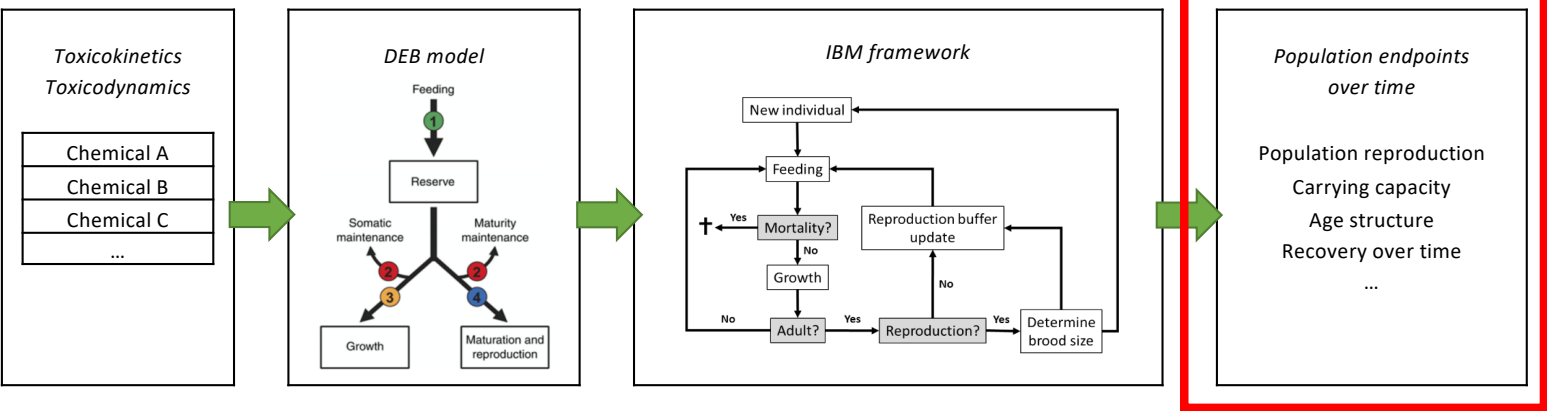 Toxicokinetics
Toxicodynamics
Chemical A
Chemical B
Chemical C
...
DEB model
Feeding
1
Reserve
Somatic
maintenance
Maturity
maintenance
2
2
3
4
Growth
Maturation and
reproduction
IBM framework
New individual
Feeding
Yes
Mortality?
No
Growth
No
Adult?
Yes
Reproduction?
Yes
Determine
brood size
No
Reproduction buffer
update
Population endpoints
over time
Population reproduction
Carrying capacity
Age structure
Recovery over time
...